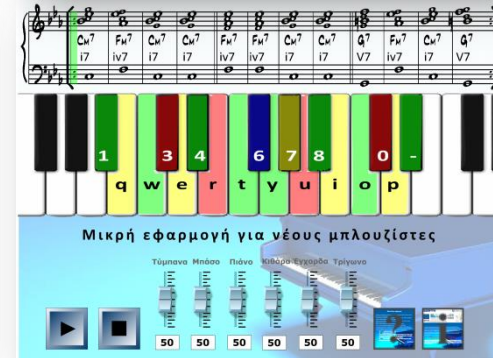 CM7 FM7 CM7 CM7 FM7 FM7 CM7 CM7 G7 FM7 CM7 G7
i7 iv7 i7 i7 iv7 iv7 i7 i7 V7 iv7 i7 V7
1 3 4 6 7 8 0 -
q w e r t y u i o p
Μικρή εφαρμογή για νέους μπλουζίστες
Τύμπανα Μπάσο Πιάνο Κιθάρα Έγχορδα Τρίγωνο
50 50 50 50 50 50
? i